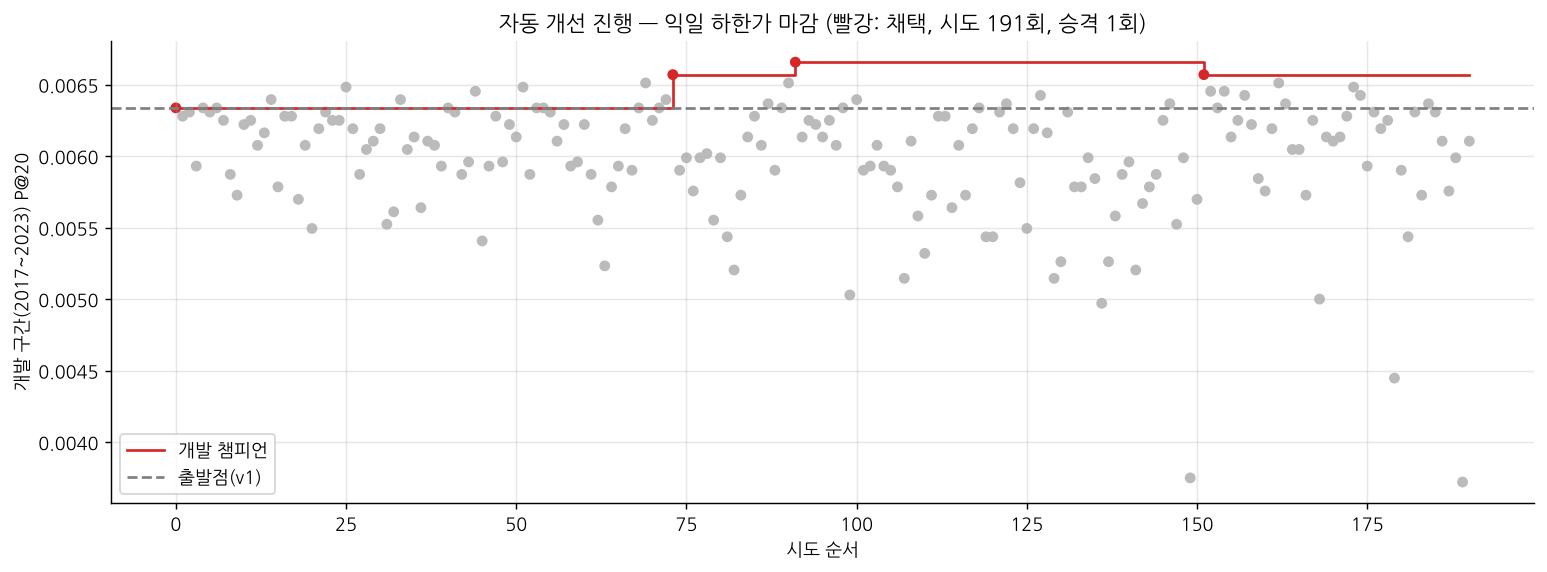 자동 개선 진행 — 익일 하한가 마감 (빨강: 채택, 시도 191회, 승격 1회)
개발 구간(2017~2023) P@20
0.0065
0.0060
0.0055
0.0050
0.0045
0.0040
개발 챔피언
출발점(v1)
0 25 50 75 100 125 150 175
시도 순서